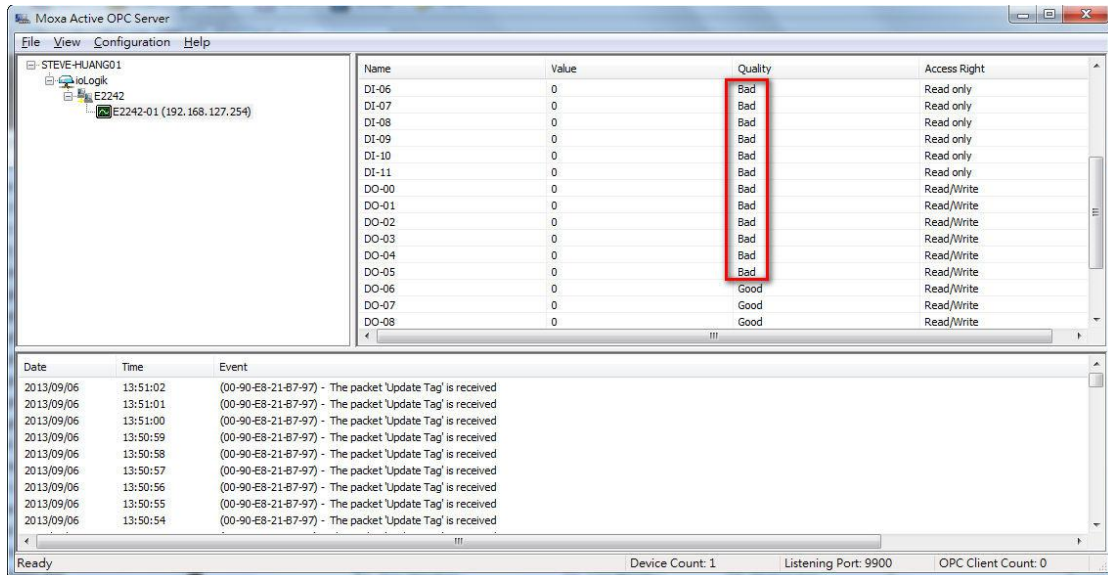 Moxa Active OPC Server
File View Configuration Help
STEVE-HUANG01
ioLogik
E2242
E2242-01 (192.168.127.254)
Name Value Quality Access Right
DI-06 0 Bad Read only
DI-07 0 Bad Read only
DI-08 0 Bad Read only
DI-09 0 Bad Read only
DI-10 0 Bad Read only
DI-11 0 Bad Read only
DO-00 0 Bad Read/Write
DO-01 0 Bad Read/Write
DO-02 0 Bad Read/Write
DO-03 0 Bad Read/Write
DO-04 0 Bad Read/Write
DO-05 0 Bad Read/Write
DO-06 0 Good Read/Write
DO-07 0 Good Read/Write
DO-08 0 Good Read/Write
Date Time Event
2013/09/06 13:51:02 (00-90-E8-21-B7-97) - The packet 'Update Tag' is received
2013/09/06 13:51:01 (00-90-E8-21-B7-97) - The packet 'Update Tag' is received
2013/09/06 13:51:00 (00-90-E8-21-B7-97) - The packet 'Update Tag' is received
2013/09/06 13:50:59 (00-90-E8-21-B7-97) - The packet 'Update Tag' is received
2013/09/06 13:50:58 (00-90-E8-21-B7-97) - The packet 'Update Tag' is received
2013/09/06 13:50:57 (00-90-E8-21-B7-97) - The packet 'Update Tag' is received
2013/09/06 13:50:56 (00-90-E8-21-B7-97) - The packet 'Update Tag' is received
2013/09/06 13:50:55 (00-90-E8-21-B7-97) - The packet 'Update Tag' is received
2013/09/06 13:50:54 (00-90-E8-21-B7-97) - The packet 'Update Tag' is received
Ready Device Count: 1 Listening Port: 9900 OPC Client Count: 0